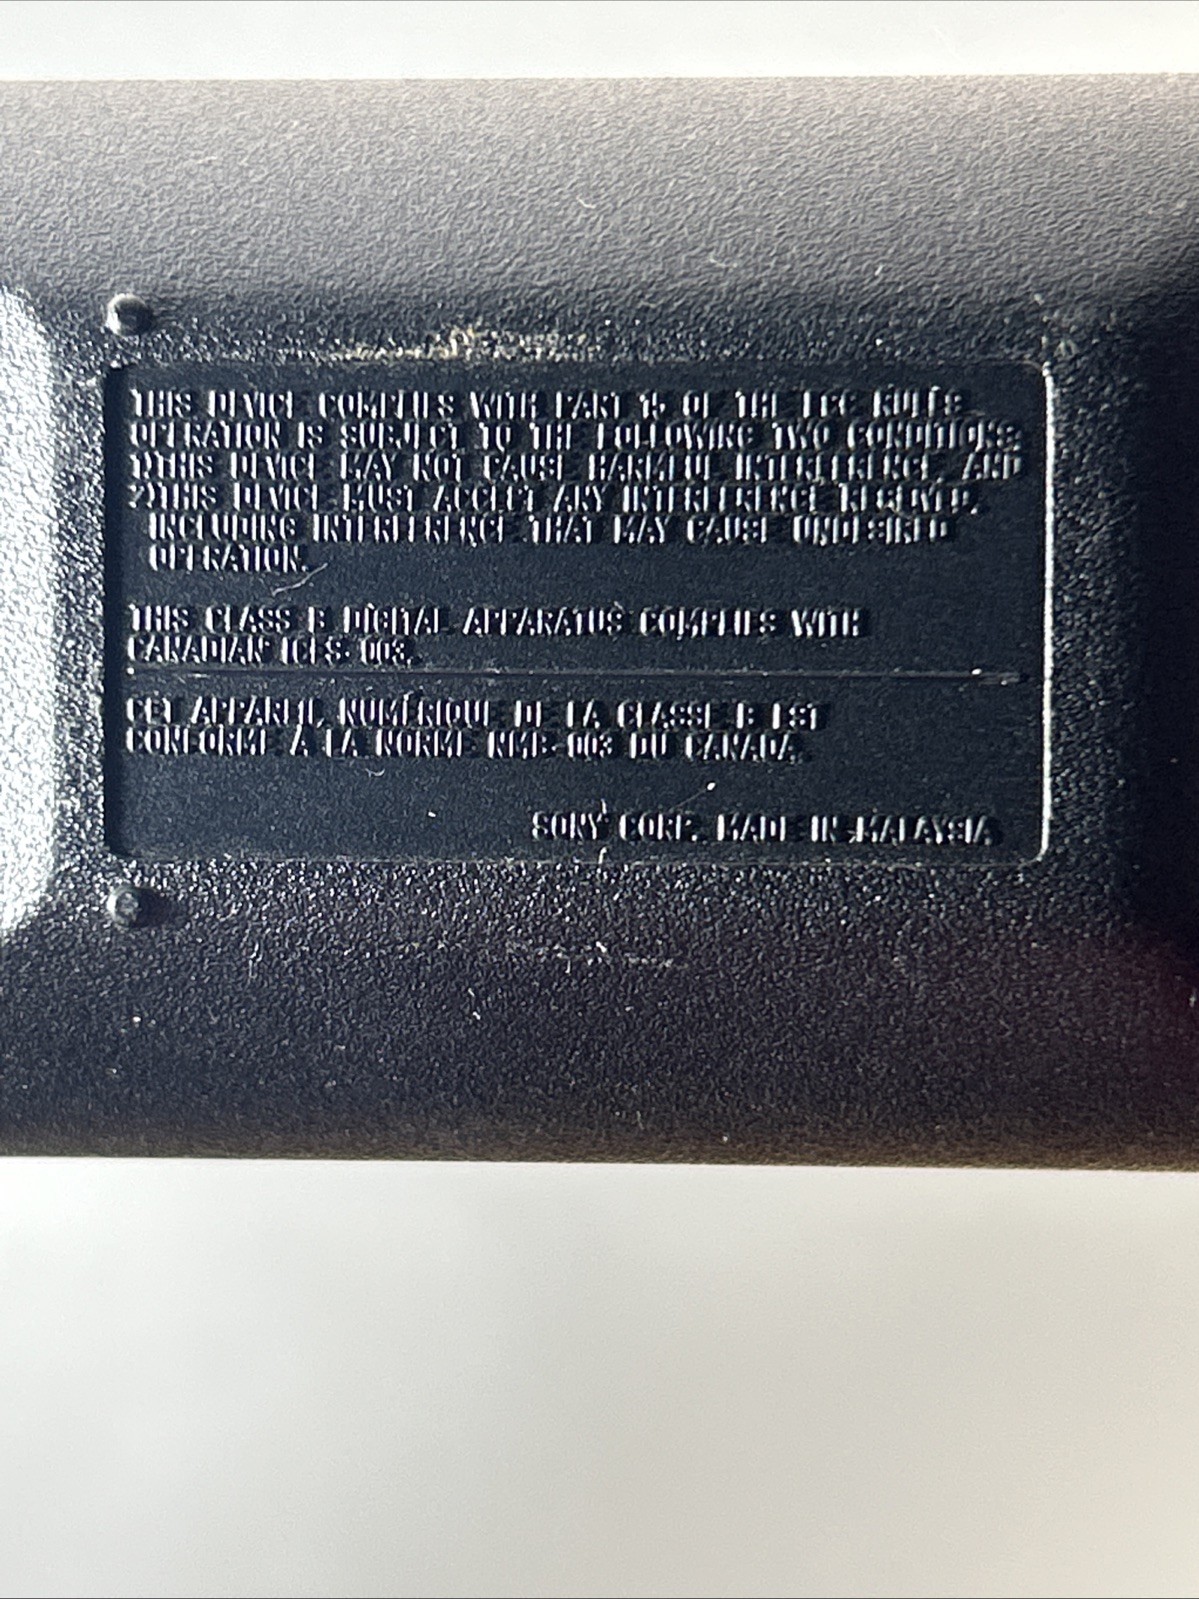 THIS DEVICE COMPLIES WITH PART 15 OF THE FCC RULES
OPERATION IS SUBJECT TO THE FOLLOWING TWO CONDITIONS:
1)THIS DEVICE MAY NOT CAUSE HARMFUL INTERFERENCE, AND
2)THIS DEVICE MUST ACCEPT ANY INTERFERENCE RECEIVED,
INCLUDING INTERFERENCE THAT MAY CAUSE UNDESIRED
OPERATION.
THIS CLASS B DIGITAL APPARATUS COMPLIES WITH
CANADIAN ICES-003.
CET APPAREIL NUMÉRIQUE DE LA CLASSE B EST
CONFORME À LA NORME NMB-003 DU CANADA.
SONY CORP. MADE IN MALAYSIA